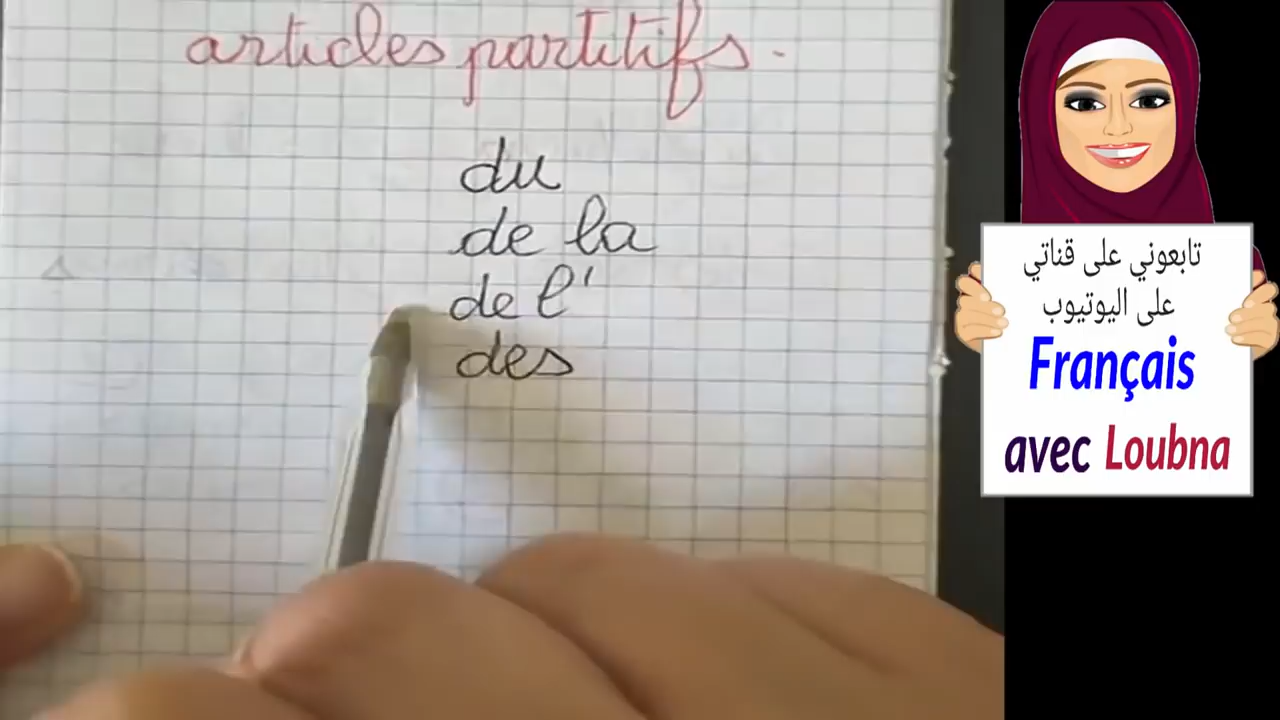 articles partitifs.
du
de la
de l'
des
تابعوني على قناتي
على اليوتيوب
Français
avec Loubna